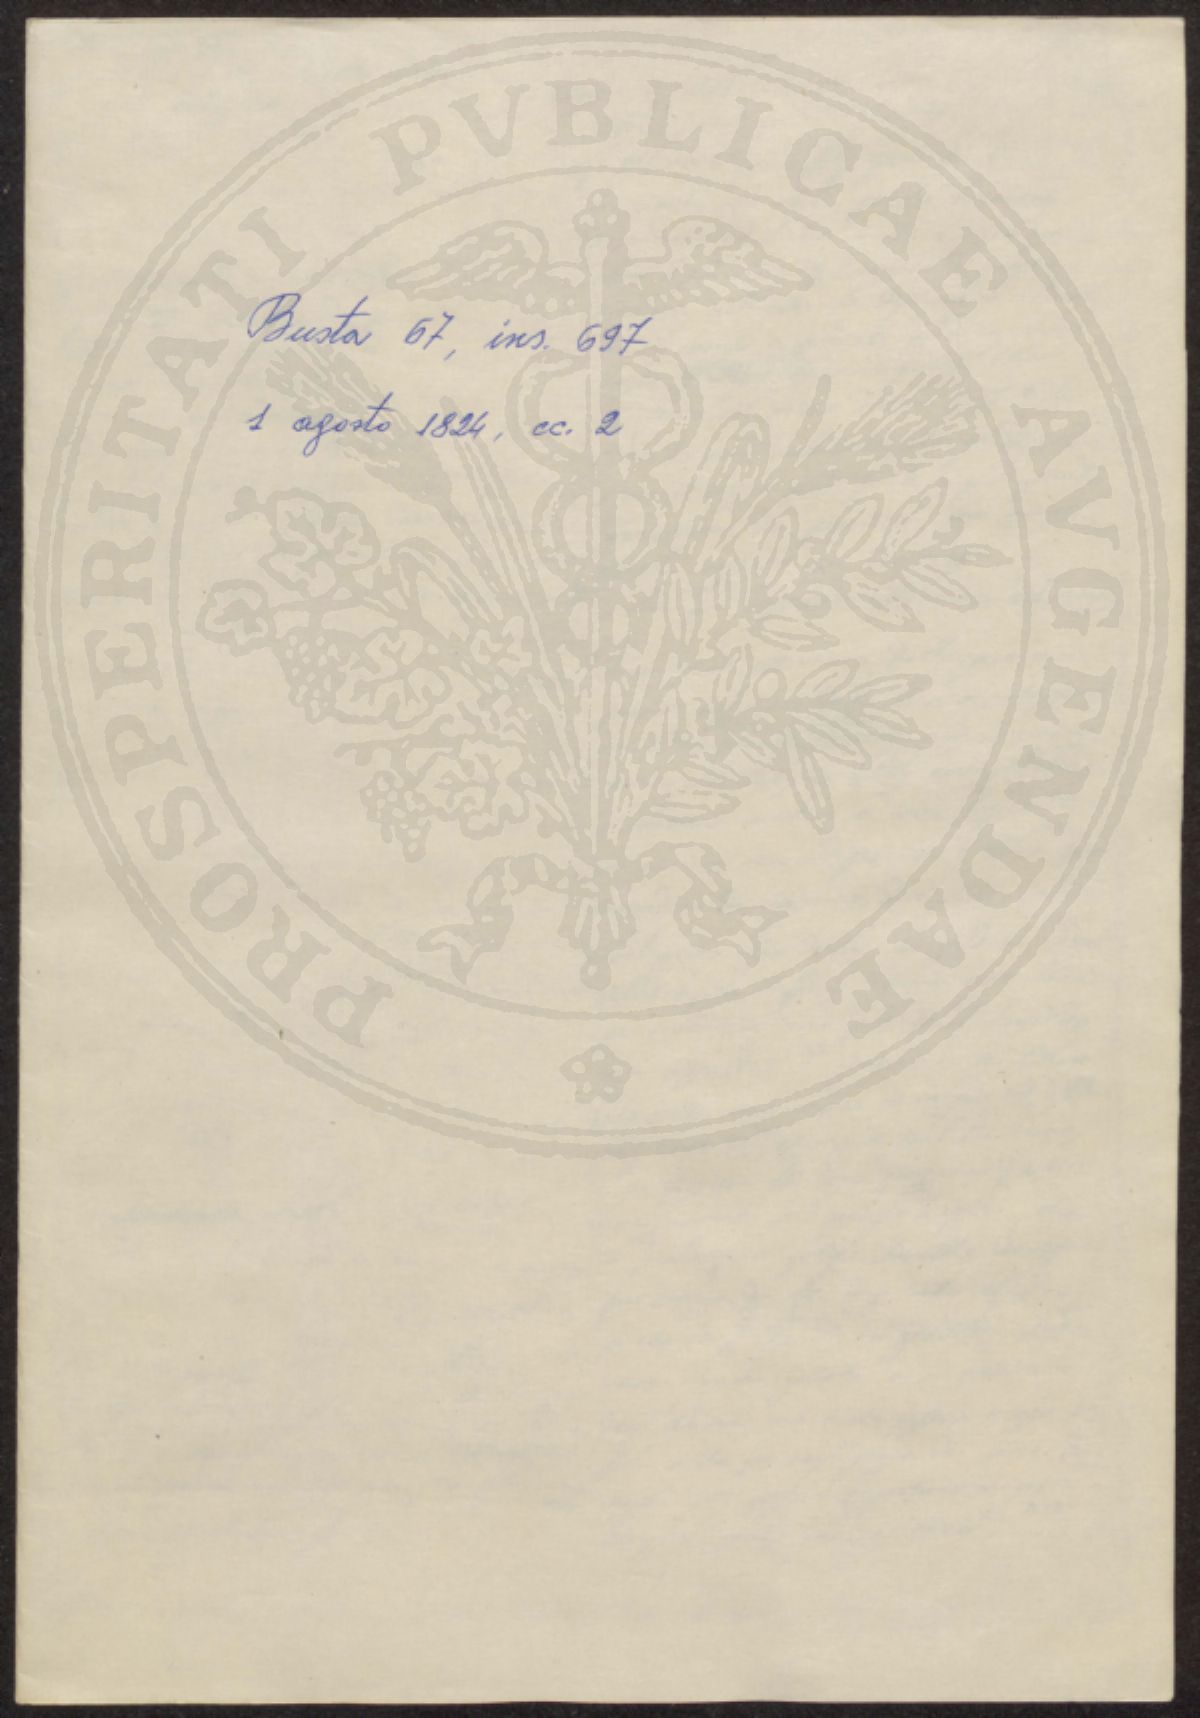 PROSPERITATI PVBLICAE AVGENDAE
Busta 67, ins. 697
1 agosto 1824, cc. 2